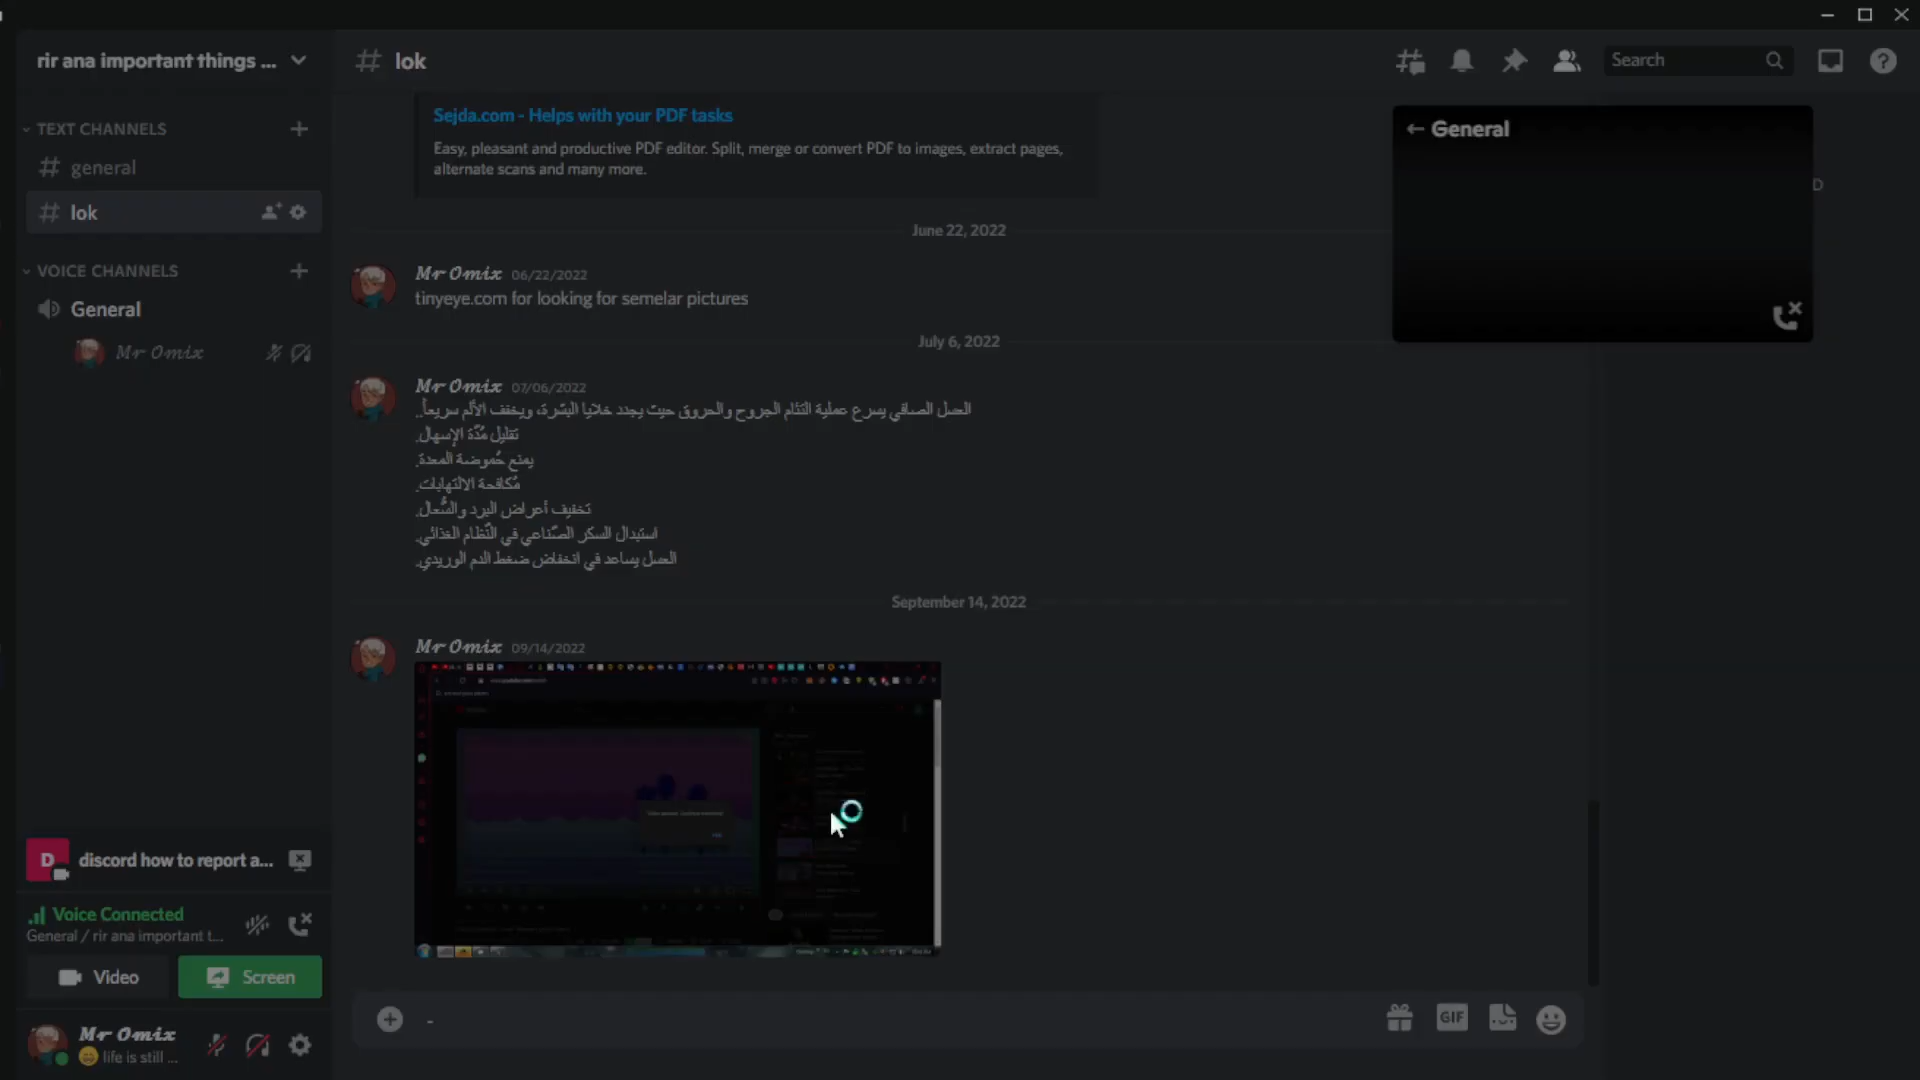 rir ana important things ...
lok
Search
TEXT CHANNELS
general
lok
VOICE CHANNELS
General
Mr Omix
Sejda.com - Helps with your PDF tasks
Easy, pleasant and productive PDF editor. Split, merge or convert PDF to images, extract pages,
alternate scans and many more.
General
June 22, 2022
Mr Omix 06/22/2022
tinyeye.com for looking for semelar pictures
July 6, 2022
Mr Omix 07/06/2022
العسل الصافي يسرع عملية التئام الجروح والحروق حيث يجدد خلايا البشرة، ويخفف الألم سريعاً.
تقليل مُدّة الإسهال.
يمنع حُموضة المعدة.
مُكافحة الالتهابات.
تخفيف أعراض البرد والسُّعال.
استبدال السكر الصّناعي في النّظام الغذائي.
العسل يساعد في انخفاض ضغط الدم الوريدي.
September 14, 2022
Mr Omix 09/14/2022
D
discord how to report a...
Voice Connected
General / rir ana important t...
Video
Screen
Mr Omix
life is still ...
-
GIF